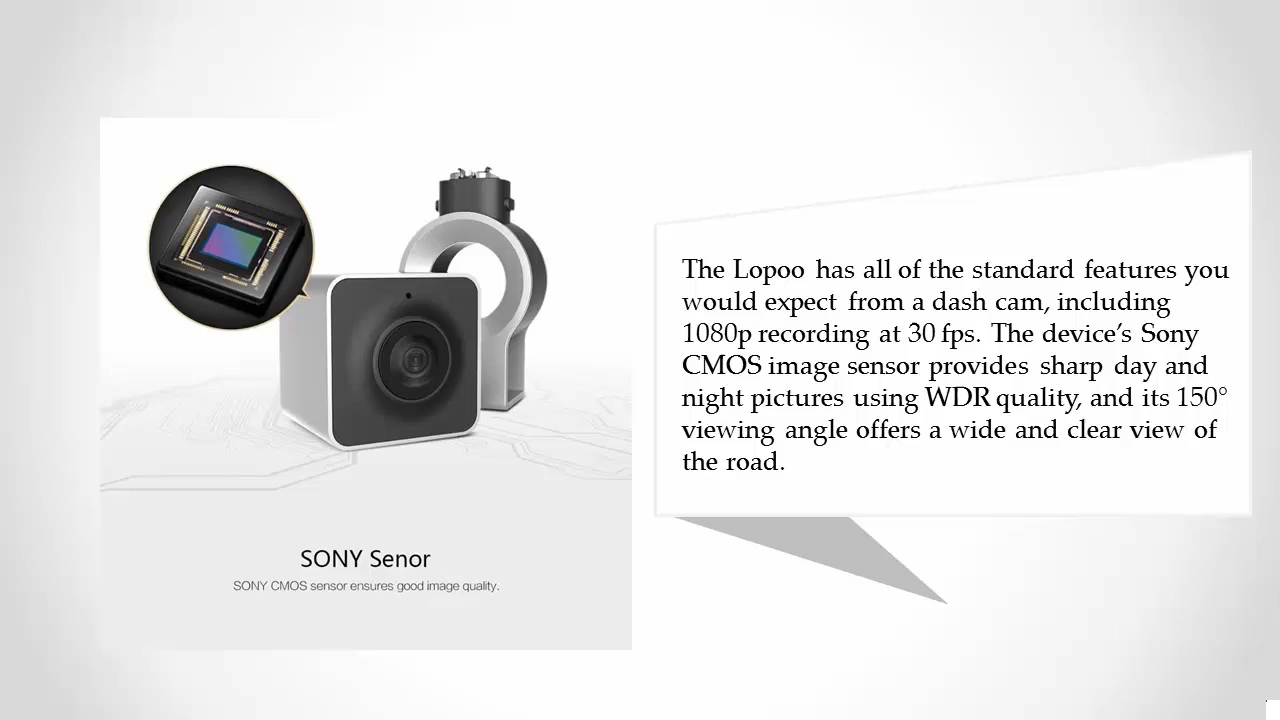 The Lopoo has all of the standard features you
would expect from a dash cam, including
1080p recording at 30 fps. The device’s Sony
CMOS image sensor provides sharp day and
night pictures using WDR quality, and its 150°
viewing angle offers a wide and clear view of
the road.
SONY Senor
SONY CMOS sensor ensures good image quality.